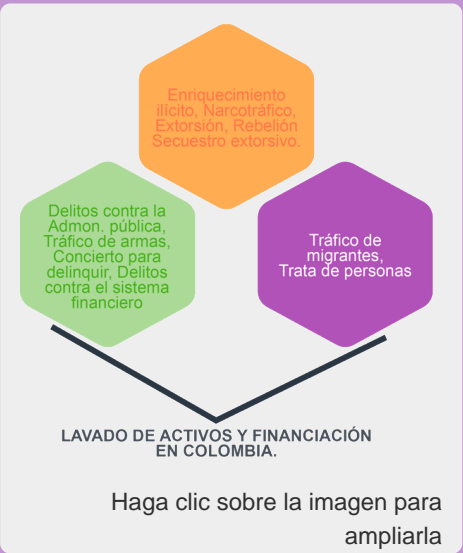 Enriquecimiento
ilícito, Narcotráfico,
Extorsión, Rebelión
Secuestro extorsivo.
Delitos contra la
Admon. pública,
Tráfico de armas,
Concierto para
delinquir, Delitos
contra el sistema
financiero
Tráfico de
migrantes,
Trata de personas
LAVADO DE ACTIVOS Y FINANCIACIÓN
EN COLOMBIA.
Haga clic sobre la imagen para
ampliarla